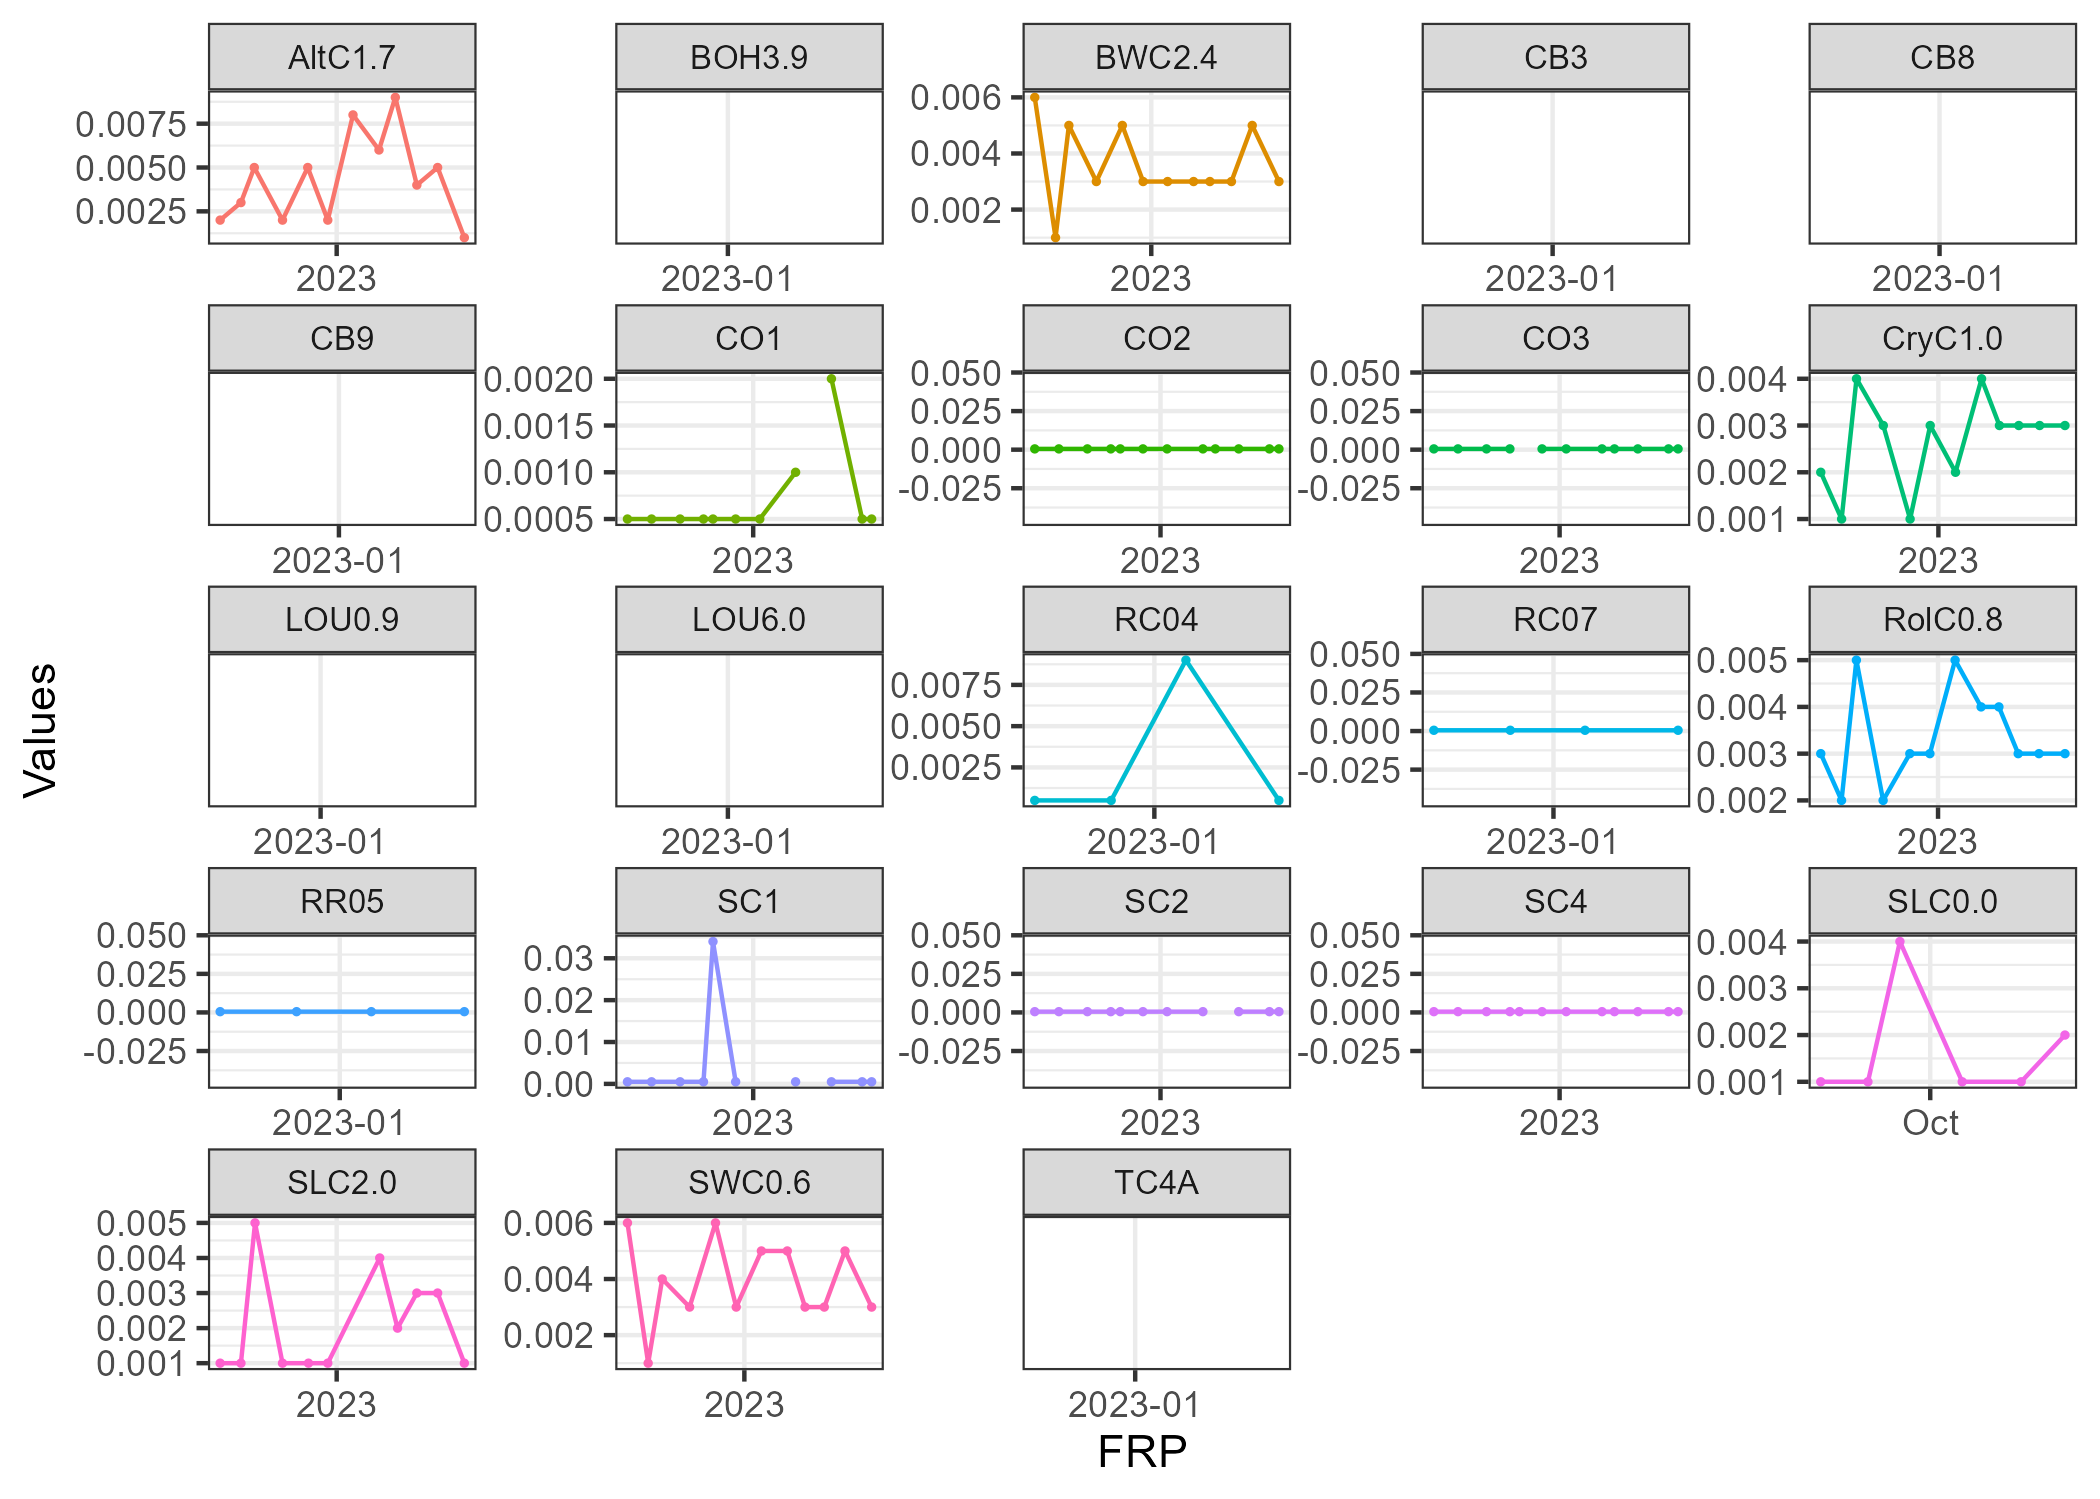 AltC1.7 BOH3.9 BWC2.4 CB3 CB8
0.0075 0.006
0.0050 0.004
0.0025 0.002
2023 2023-01 2023 2023-01 2023-01
CB9 CO1 CO2 CO3 CryC1.0
0.0020 0.050 0.050 0.004
0.0015 0.025 0.025 0.003
0.0010 0.000 0.000 0.002
0.0005 -0.025 -0.025 0.001
2023-01 2023 2023 2023 2023
LOU0.9 LOU6.0 RC04 RC07 RolC0.8
0.0075 0.050 0.005
0.0050 0.025 0.004
0.0025 0.000 0.003
-0.025 0.002
2023-01 2023-01 2023-01 2023-01 2023
Values
RR05 SC1 SC2 SC4 SLC0.0
0.050 0.03 0.050 0.050 0.004
0.025 0.02 0.025 0.025 0.003
0.000 0.01 0.000 0.000 0.002
-0.025 0.00 -0.025 -0.025 0.001
2023-01 2023 2023 2023 Oct
SLC2.0 SWC0.6 TC4A
0.005 0.006
0.004 0.004
0.003 0.002
0.002
0.001
2023 2023 2023-01
FRP